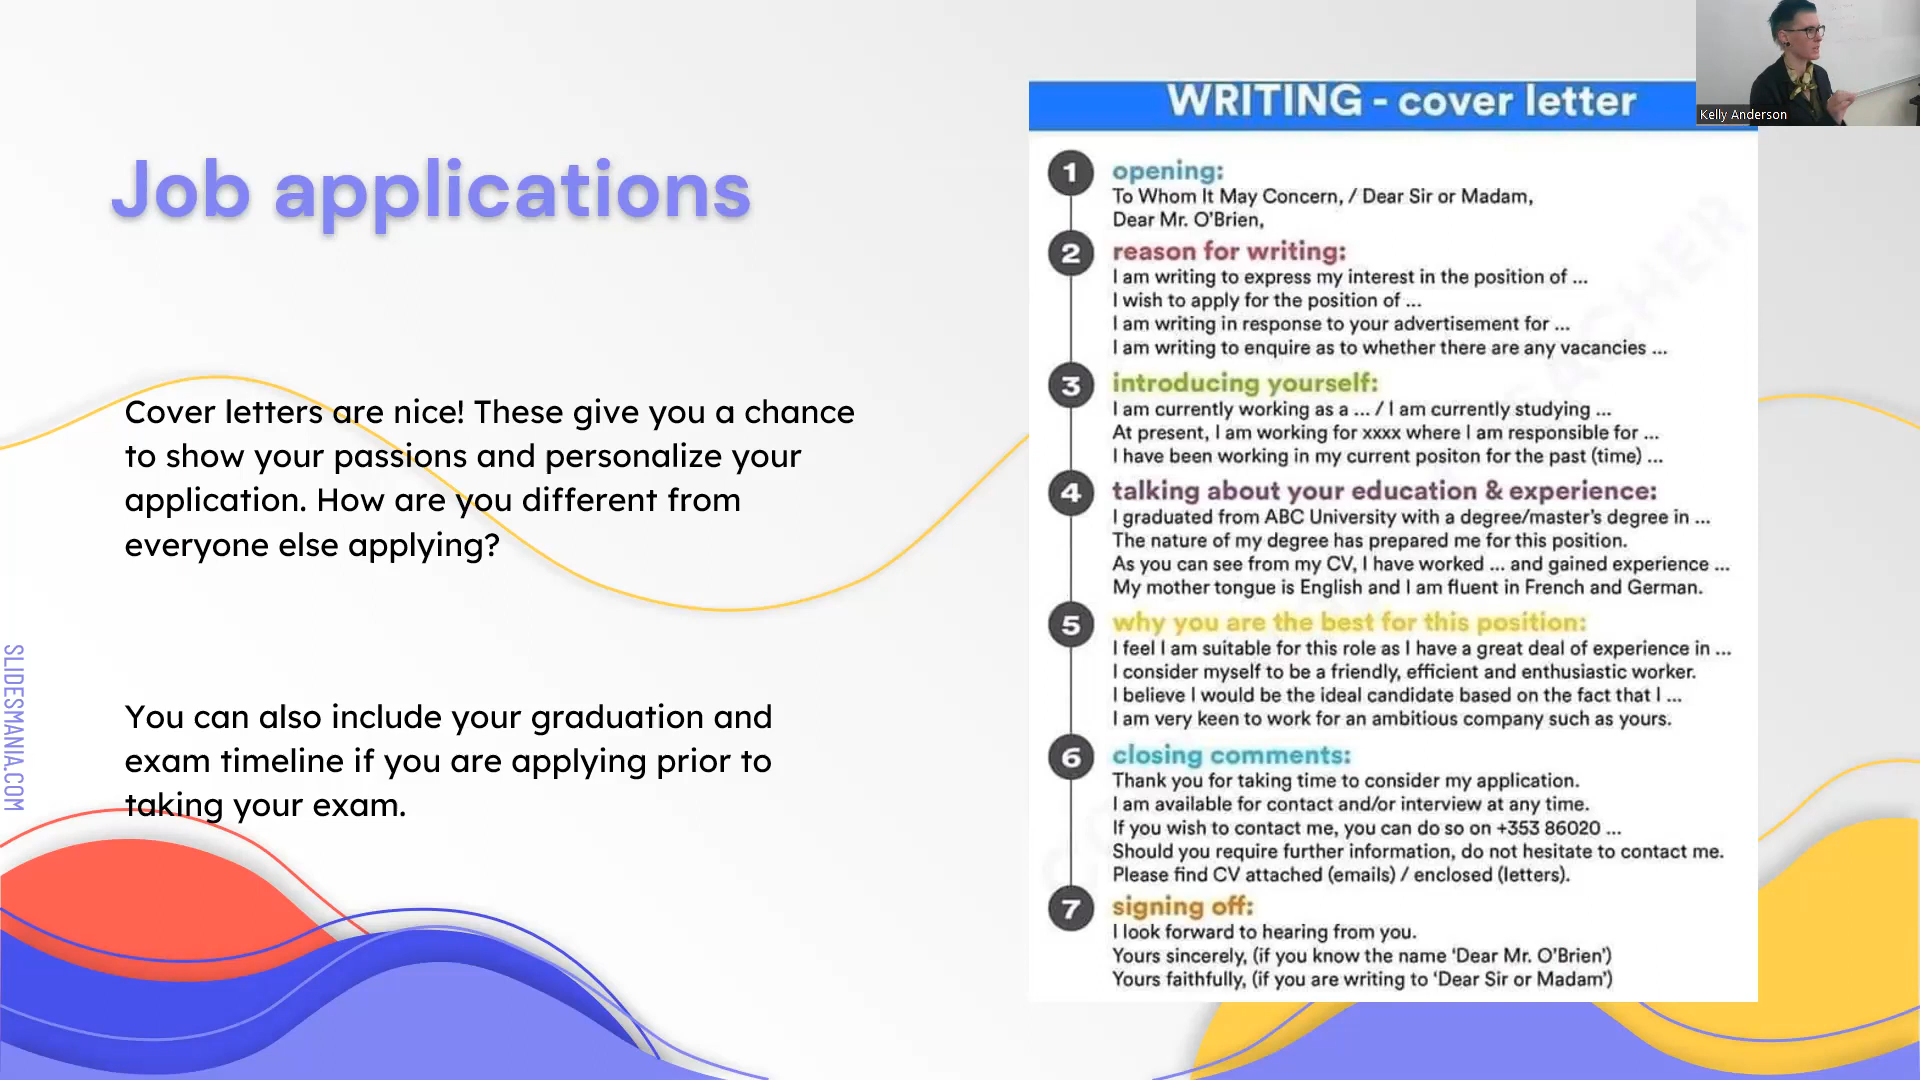 Job applications
Cover letters are nice! These give you a chance
to show your passions and personalize your
application. How are you different from
everyone else applying?
You can also include your graduation and
exam timeline if you are applying prior to
taking your exam.
SLIDESMANIA.COM
WRITING - cover letter
1 opening:
To Whom It May Concern, / Dear Sir or Madam,
Dear Mr. O'Brien,
2 reason for writing:
I am writing to express my interest in the position of ...
I wish to apply for the position of ...
I am writing in response to your advertisement for ...
I am writing to enquire as to whether there are any vacancies ...
3 introducing yourself:
I am currently working as a ... / I am currently studying ...
At present, I am working for xxxx where I am responsible for ...
I have been working in my current positon for the past (time) ...
4 talking about your education & experience:
I graduated from ABC University with a degree/master's degree in ...
The nature of my degree has prepared me for this position.
As you can see from my CV, I have worked ... and gained experience ...
My mother tongue is English and I am fluent in French and German.
5 why you are the best for this position:
I feel I am suitable for this role as I have a great deal of experience in ...
I consider myself to be a friendly, efficient and enthusiastic worker.
I believe I would be the ideal candidate based on the fact that I ...
I am very keen to work for an ambitious company such as yours.
6 closing comments:
Thank you for taking time to consider my application.
I am available for contact and/or interview at any time.
If you wish to contact me, you can do so on +353 86020 ...
Should you require further information, do not hesitate to contact me.
Please find CV attached (emails) / enclosed (letters).
7 signing off:
I look forward to hearing from you.
Yours sincerely, (if you know the name 'Dear Mr. O'Brien')
Yours faithfully, (if you are writing to 'Dear Sir or Madam')
Kelly Anderson